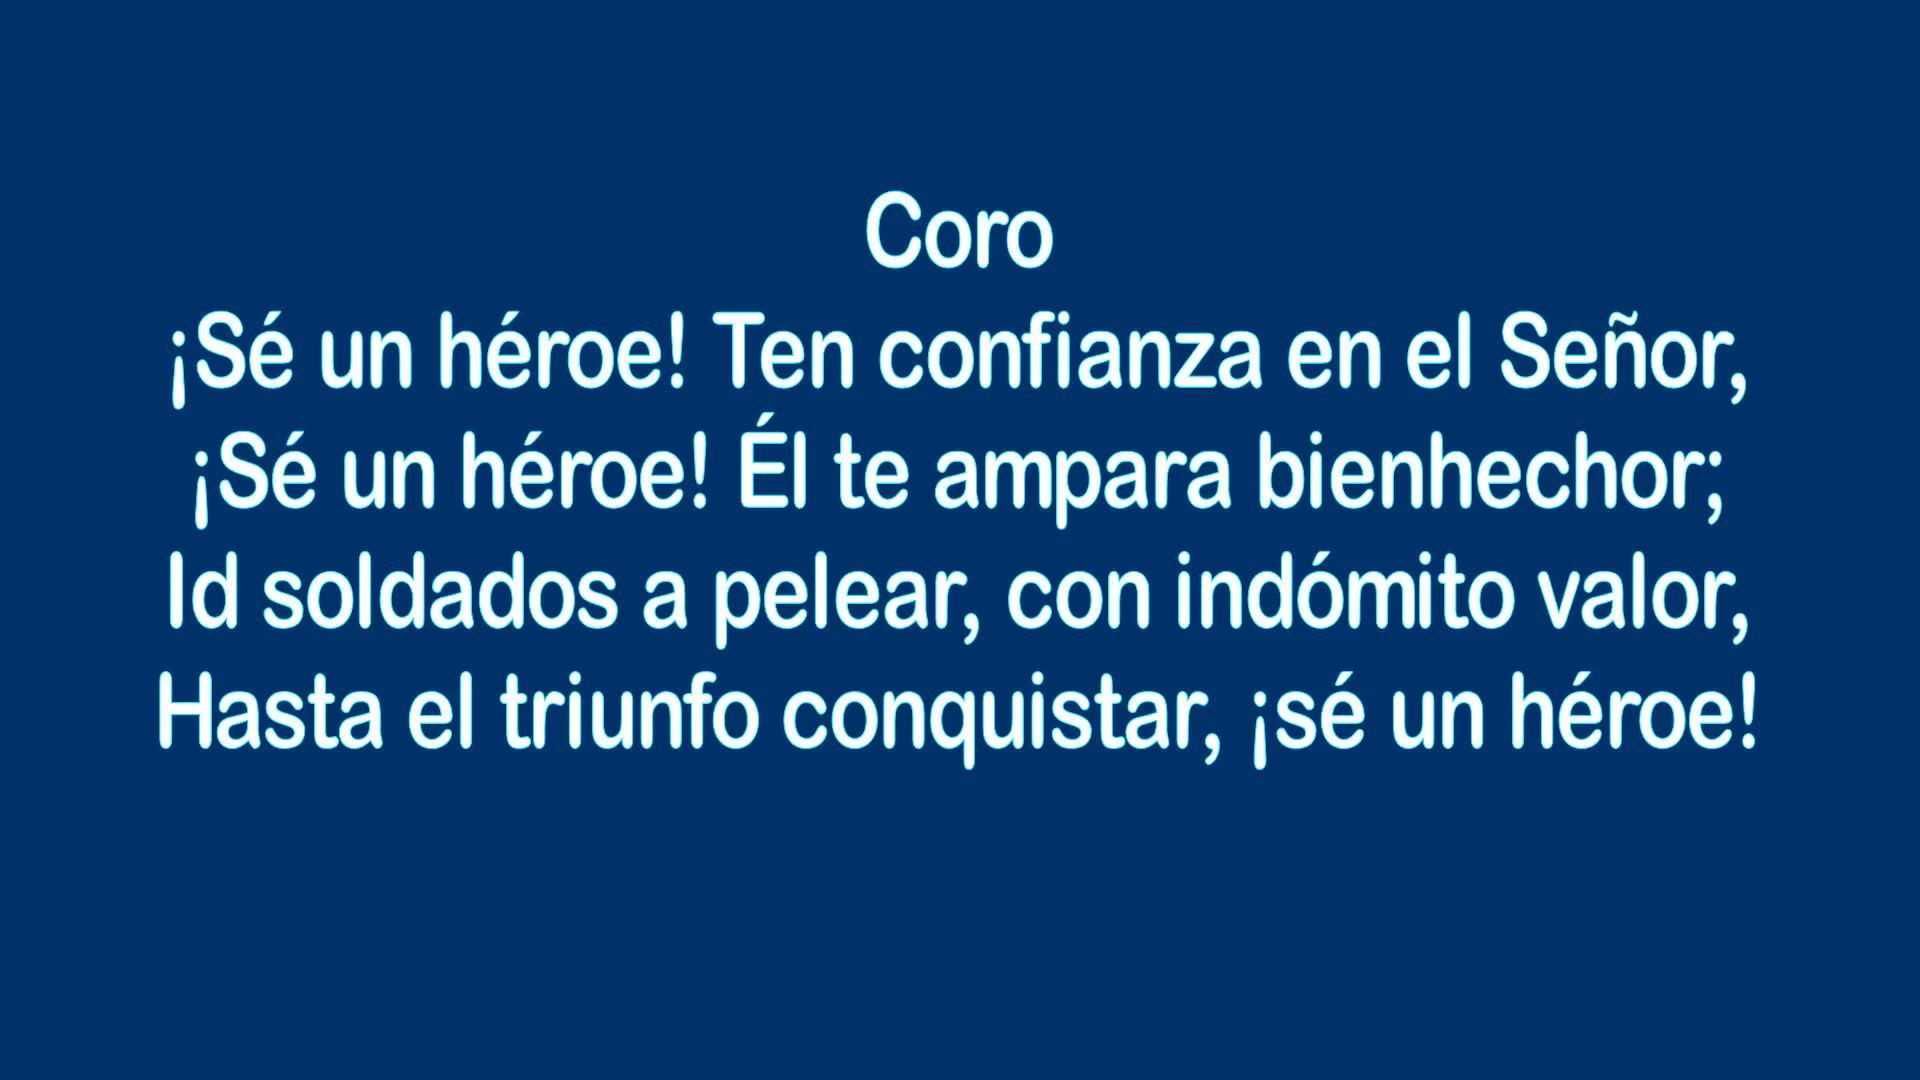 Coro
¡Sé un héroe! Ten confianza en el Señor,
¡Sé un héroe! Él te ampara bienhechor;
Id soldados a pelear, con indómito valor,
Hasta el triunfo conquistar, ¡sé un héroe!